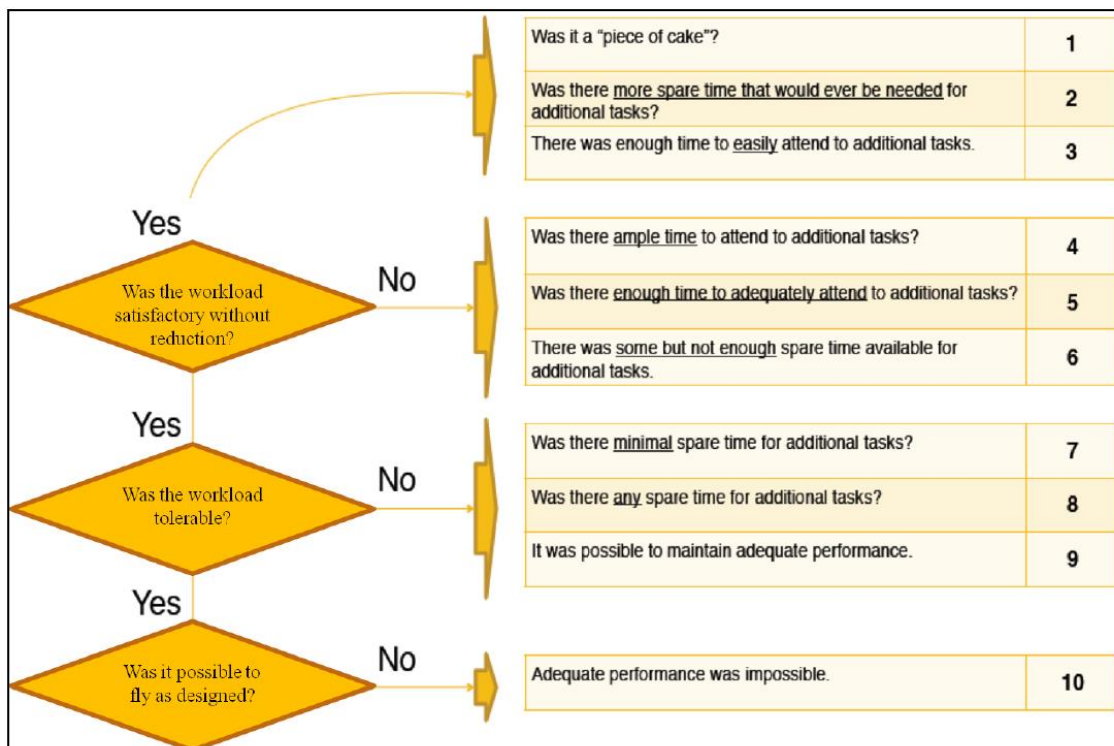 Was it a “piece of cake”?
1
Was there more spare time that would ever be needed for
additional tasks?
2
There was enough time to easily attend to additional tasks.
3
Yes
Was the workload
satisfactory without
reduction?
No
Was there ample time to attend to additional tasks?
4
Was there enough time to adequately attend to additional tasks?
5
There was some but not enough spare time available for
additional tasks.
6
Yes
Was the workload
tolerable?
No
Was there minimal spare time for additional tasks?
7
Was there any spare time for additional tasks?
8
It was possible to maintain adequate performance.
9
Yes
Was it possible to
fly as designed?
No
Adequate performance was impossible.
10